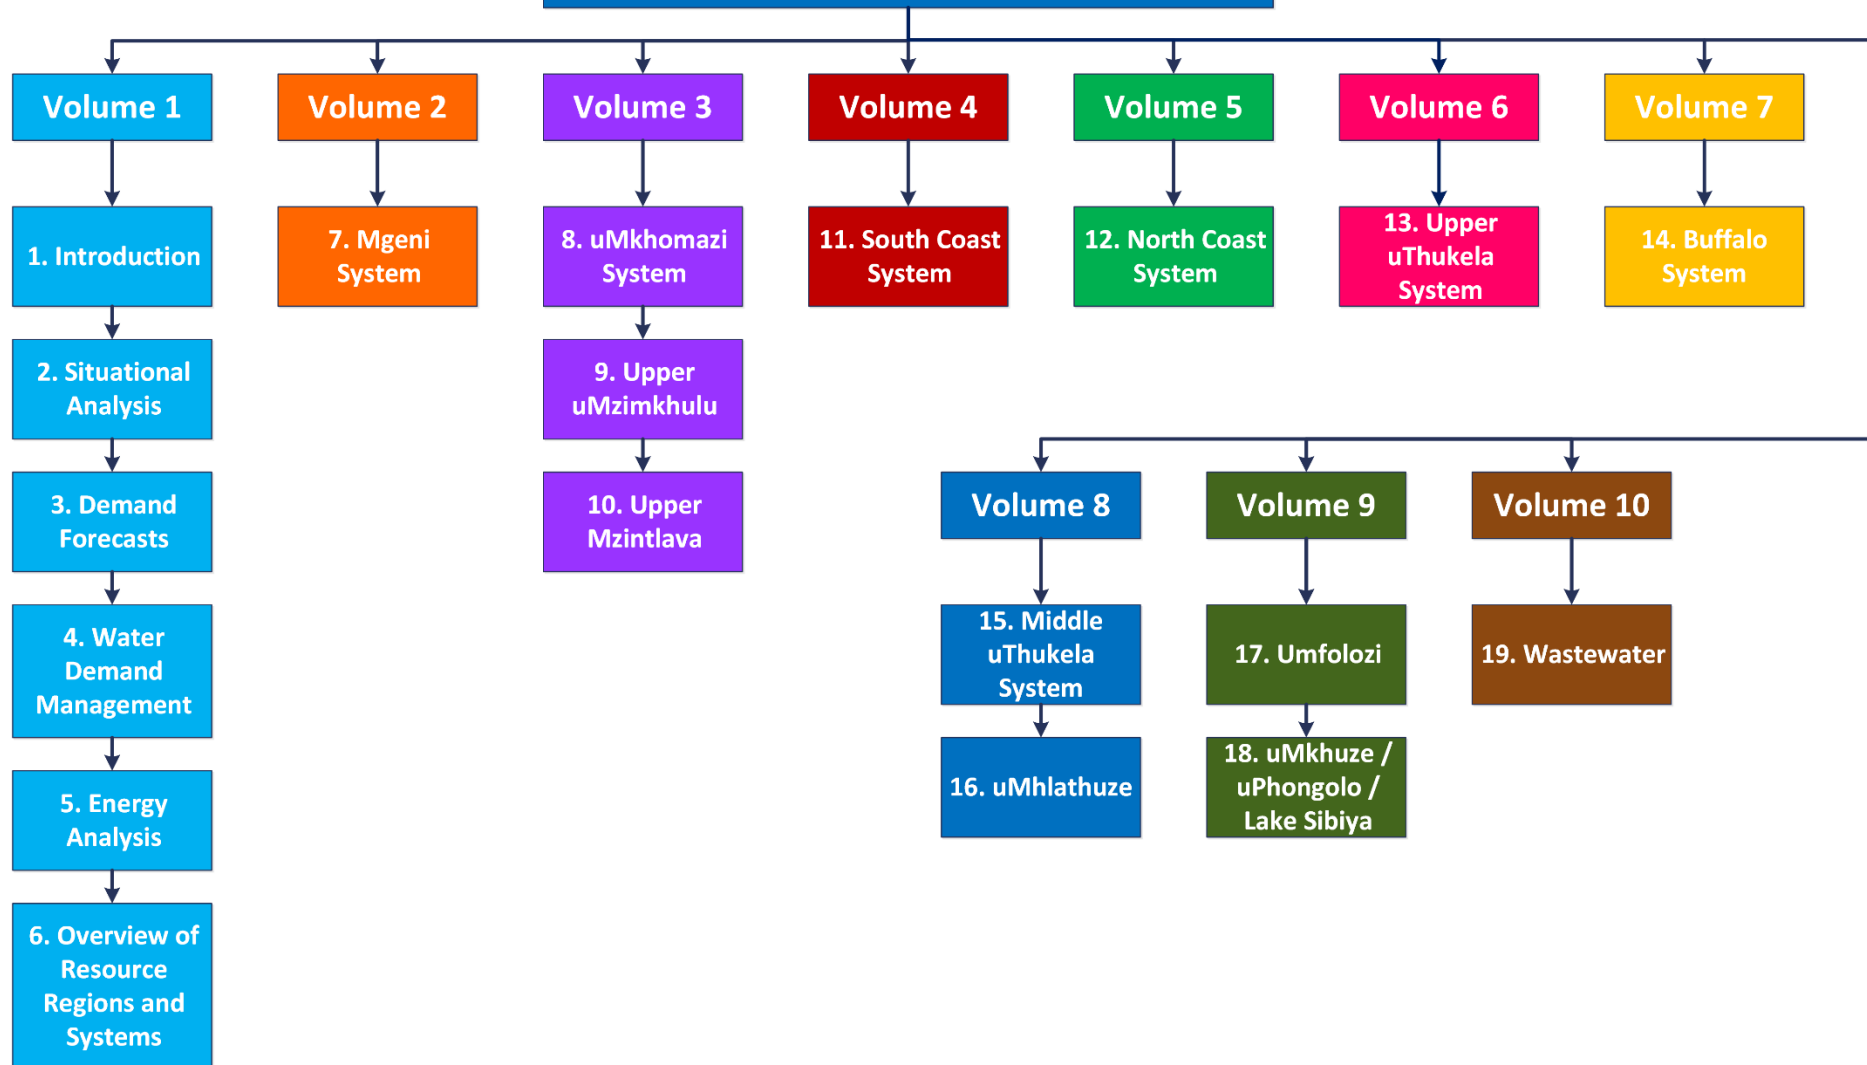 Volume 1
Volume 2
Volume 3
Volume 4
Volume 5
Volume 6
Volume 7
1. Introduction
7. Mgeni
System
8. uMkhomazi
System
11. South Coast
System
12. North Coast
System
13. Upper
uThukela
System
14. Buffalo
System
2. Situational
Analysis
9. Upper
uMzimkhulu
3. Demand
Forecasts
10. Upper
Mzintlava
Volume 8
Volume 9
Volume 10
4. Water
Demand
Management
15. Middle
uThukela
System
17. Umfolozi
19. Wastewater
5. Energy
Analysis
16. uMhlathuze
18. uMkhuze /
uPhongolo /
Lake Sibiya
6. Overview of
Resource
Regions and
Systems